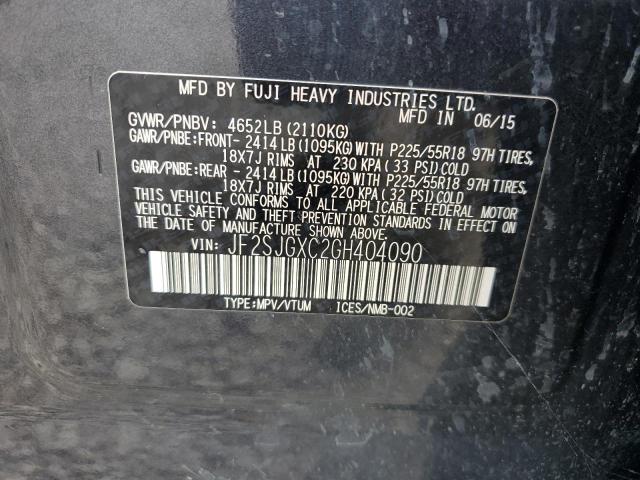 MFD BY FUJI HEAVY INDUSTRIES LTD.
GVWR/PNBV: 4652LB (2110KG) MFD IN 06/15
GAWR/PNBE:FRONT- 2414 LB (1095KG) WITH P225/55R18 97H TIRES,
18X7J RIMS AT 230 KPA (33 PSI) COLD
GAWR/PNBE:REAR - 2414 LB (1095KG) WITH P225/55R18 97H TIRES,
18X7J RIMS AT 220 KPA (32 PSI) COLD
THIS VEHICLE CONFORMS TO ALL APPLICABLE FEDERAL MOTOR
VEHICLE SAFETY AND THEFT PREVENTION STANDARDS IN EFFECT ON
THE DATE OF MANUFACTURE SHOWN ABOVE.
VIN: JF2SJGXC2GH404090
TYPE:MPV/VTUM ICES/NMB-002